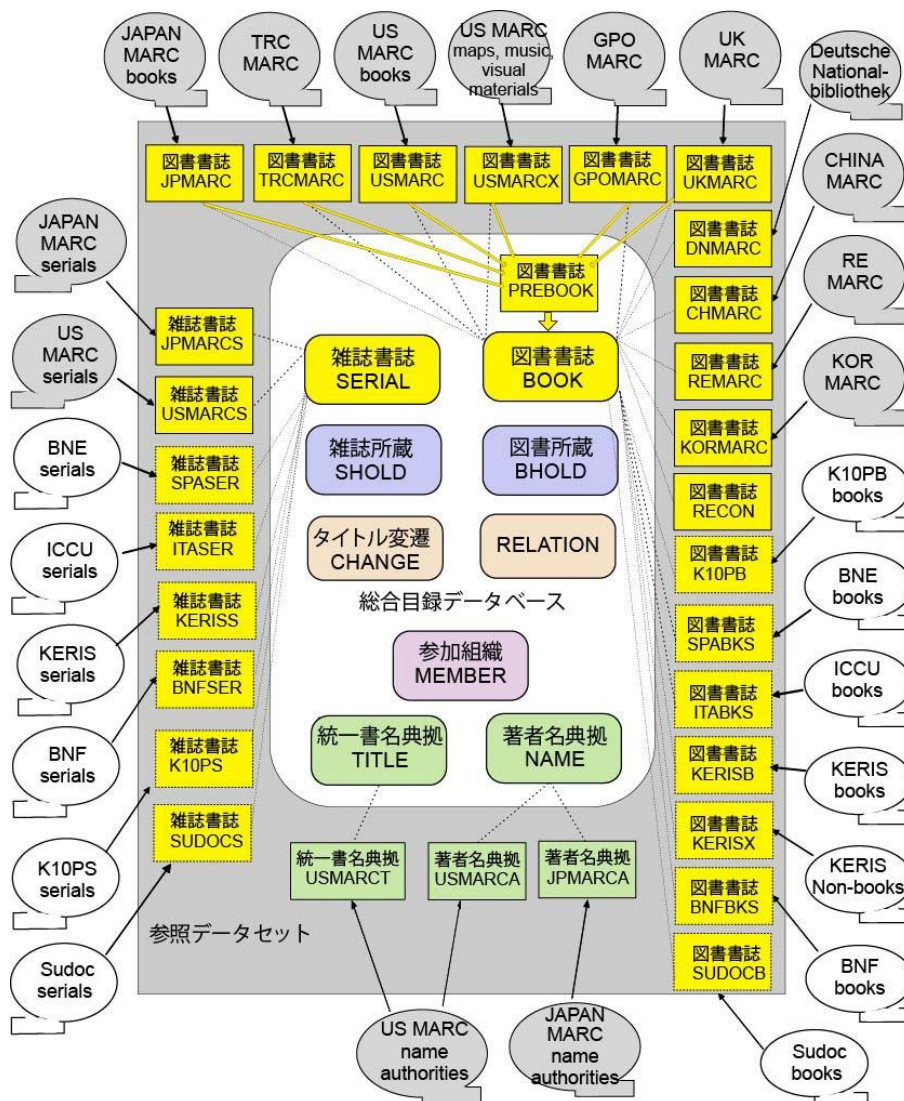 JAPAN
MARC
books
TRC
MARC
US
MARC
books
US MARC
maps, music,
visual
materials
GPO
MARC
UK
MARC
Deutsche
National-
bibliothek
図書書誌
JPMARC
図書書誌
TRCMARC
図書書誌
USMARC
図書書誌
USMARCX
図書書誌
GPOMARC
図書書誌
UKMARC
CHINA
MARC
図書書誌
DNMARC
JAPAN
MARC
serials
図書書誌
PREBOOK
図書書誌
CHMARC
RE
MARC
雑誌書誌
JPMARCS
雑誌書誌
SERIAL
図書書誌
BOOK
図書書誌
REMARC
US
MARC
serials
雑誌書誌
USMARCS
図書書誌
KORMARC
KOR
MARC
BNE
serials
雑誌書誌
SPASER
雑誌所蔵
SHOLD
図書所蔵
BHOLD
図書書誌
RECON
K10PB
books
ICCU
serials
雑誌書誌
ITASER
タイトル変遷
CHANGE
RELATION
図書書誌
K10PB
BNE
books
総合目録データベース
雑誌書誌
KERISS
図書書誌
SPABKS
KERIS
serials
雑誌書誌
BNFSER
参加組織
MEMBER
図書書誌
ITABKS
ICCU
books
BNF
serials
雑誌書誌
K10PS
統一書名典拠
TITLE
著者名典拠
NAME
図書書誌
KERISB
KERIS
books
雑誌書誌
SUDOCS
図書書誌
KERISX
KERIS
Non-books
K10PS
serials
統一書名典拠
USMARCT
著者名典拠
USMARCA
著者名典拠
JPMARCA
図書書誌
BNFBKS
参照データセット
図書書誌
SUDOCB
BNF
books
Sudoc
serials
US MARC
name
authorities
JAPAN
MARC
name
authorities
Sudoc
books